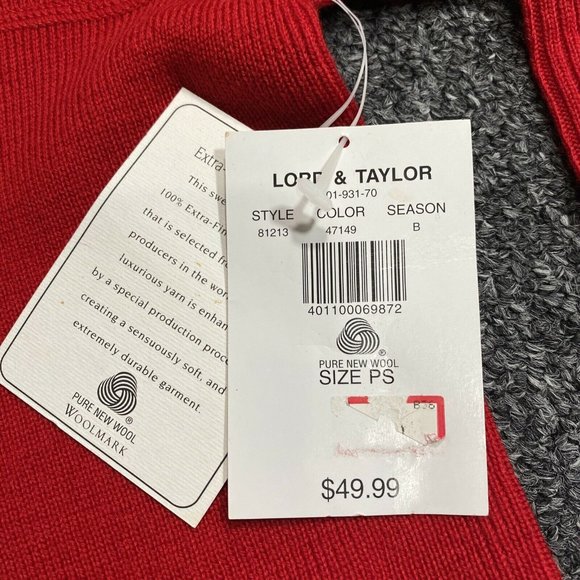 Extra-
This swe
100% Extra-Fin
that is selected fr
producers in the wor
luxurious yarn is enhan
by a special production proce
creating a sensuously soft, and
extremely durable garment.
®
PURE NEW WOOL
WOOLMARK
LORD & TAYLOR
01-931-70
STYLE COLOR SEASON
81213 47149 B
401100069872
®
PURE NEW WOOL
SIZE PS
$49.99